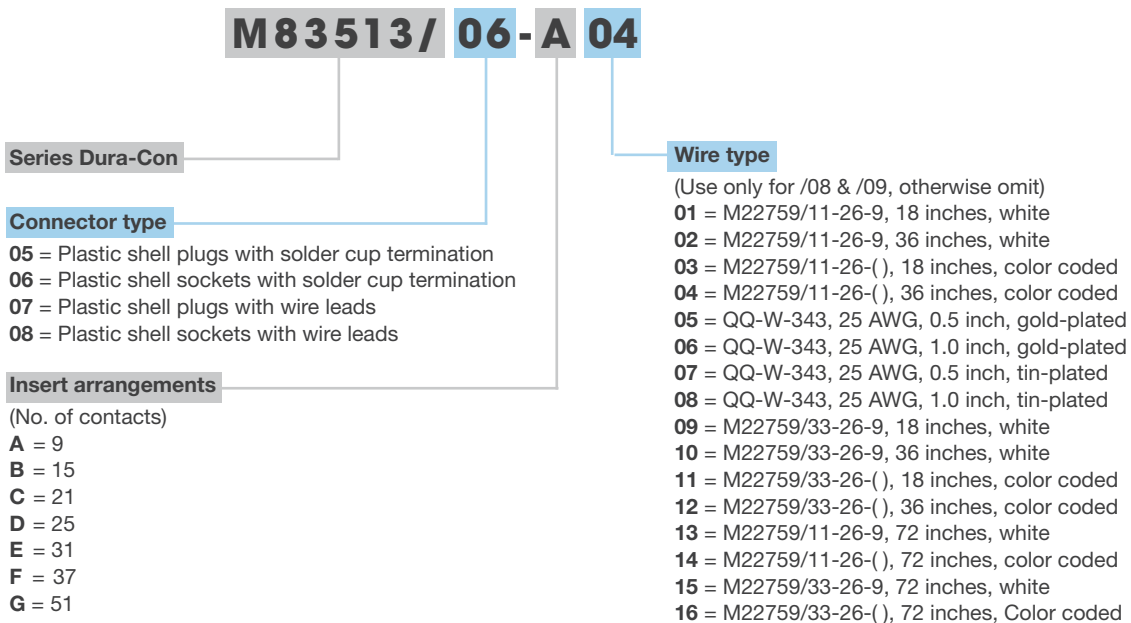 M83513/ 06-A 04
Series Dura-Con
Connector type
05 = Plastic shell plugs with solder cup termination
06 = Plastic shell sockets with solder cup termination
07 = Plastic shell plugs with wire leads
08 = Plastic shell sockets with wire leads
Insert arrangements
(No. of contacts)
A = 9
B = 15
C = 21
D = 25
E = 31
F = 37
G = 51
Wire type
(Use only for /08 & /09, otherwise omit)
01 = M22759/11-26-9, 18 inches, white
02 = M22759/11-26-9, 36 inches, white
03 = M22759/11-26-( ), 18 inches, color coded
04 = M22759/11-26-( ), 36 inches, color coded
05 = QQ-W-343, 25 AWG, 0.5 inch, gold-plated
06 = QQ-W-343, 25 AWG, 1.0 inch, gold-plated
07 = QQ-W-343, 25 AWG, 0.5 inch, tin-plated
08 = QQ-W-343, 25 AWG, 1.0 inch, tin-plated
09 = M22759/33-26-9, 18 inches, white
10 = M22759/33-26-9, 36 inches, white
11 = M22759/33-26-( ), 18 inches, color coded
12 = M22759/33-26-( ), 36 inches, color coded
13 = M22759/11-26-9, 72 inches, white
14 = M22759/11-26-( ), 72 inches, color coded
15 = M22759/33-26-9, 72 inches, white
16 = M22759/33-26-( ), 72 inches, Color coded